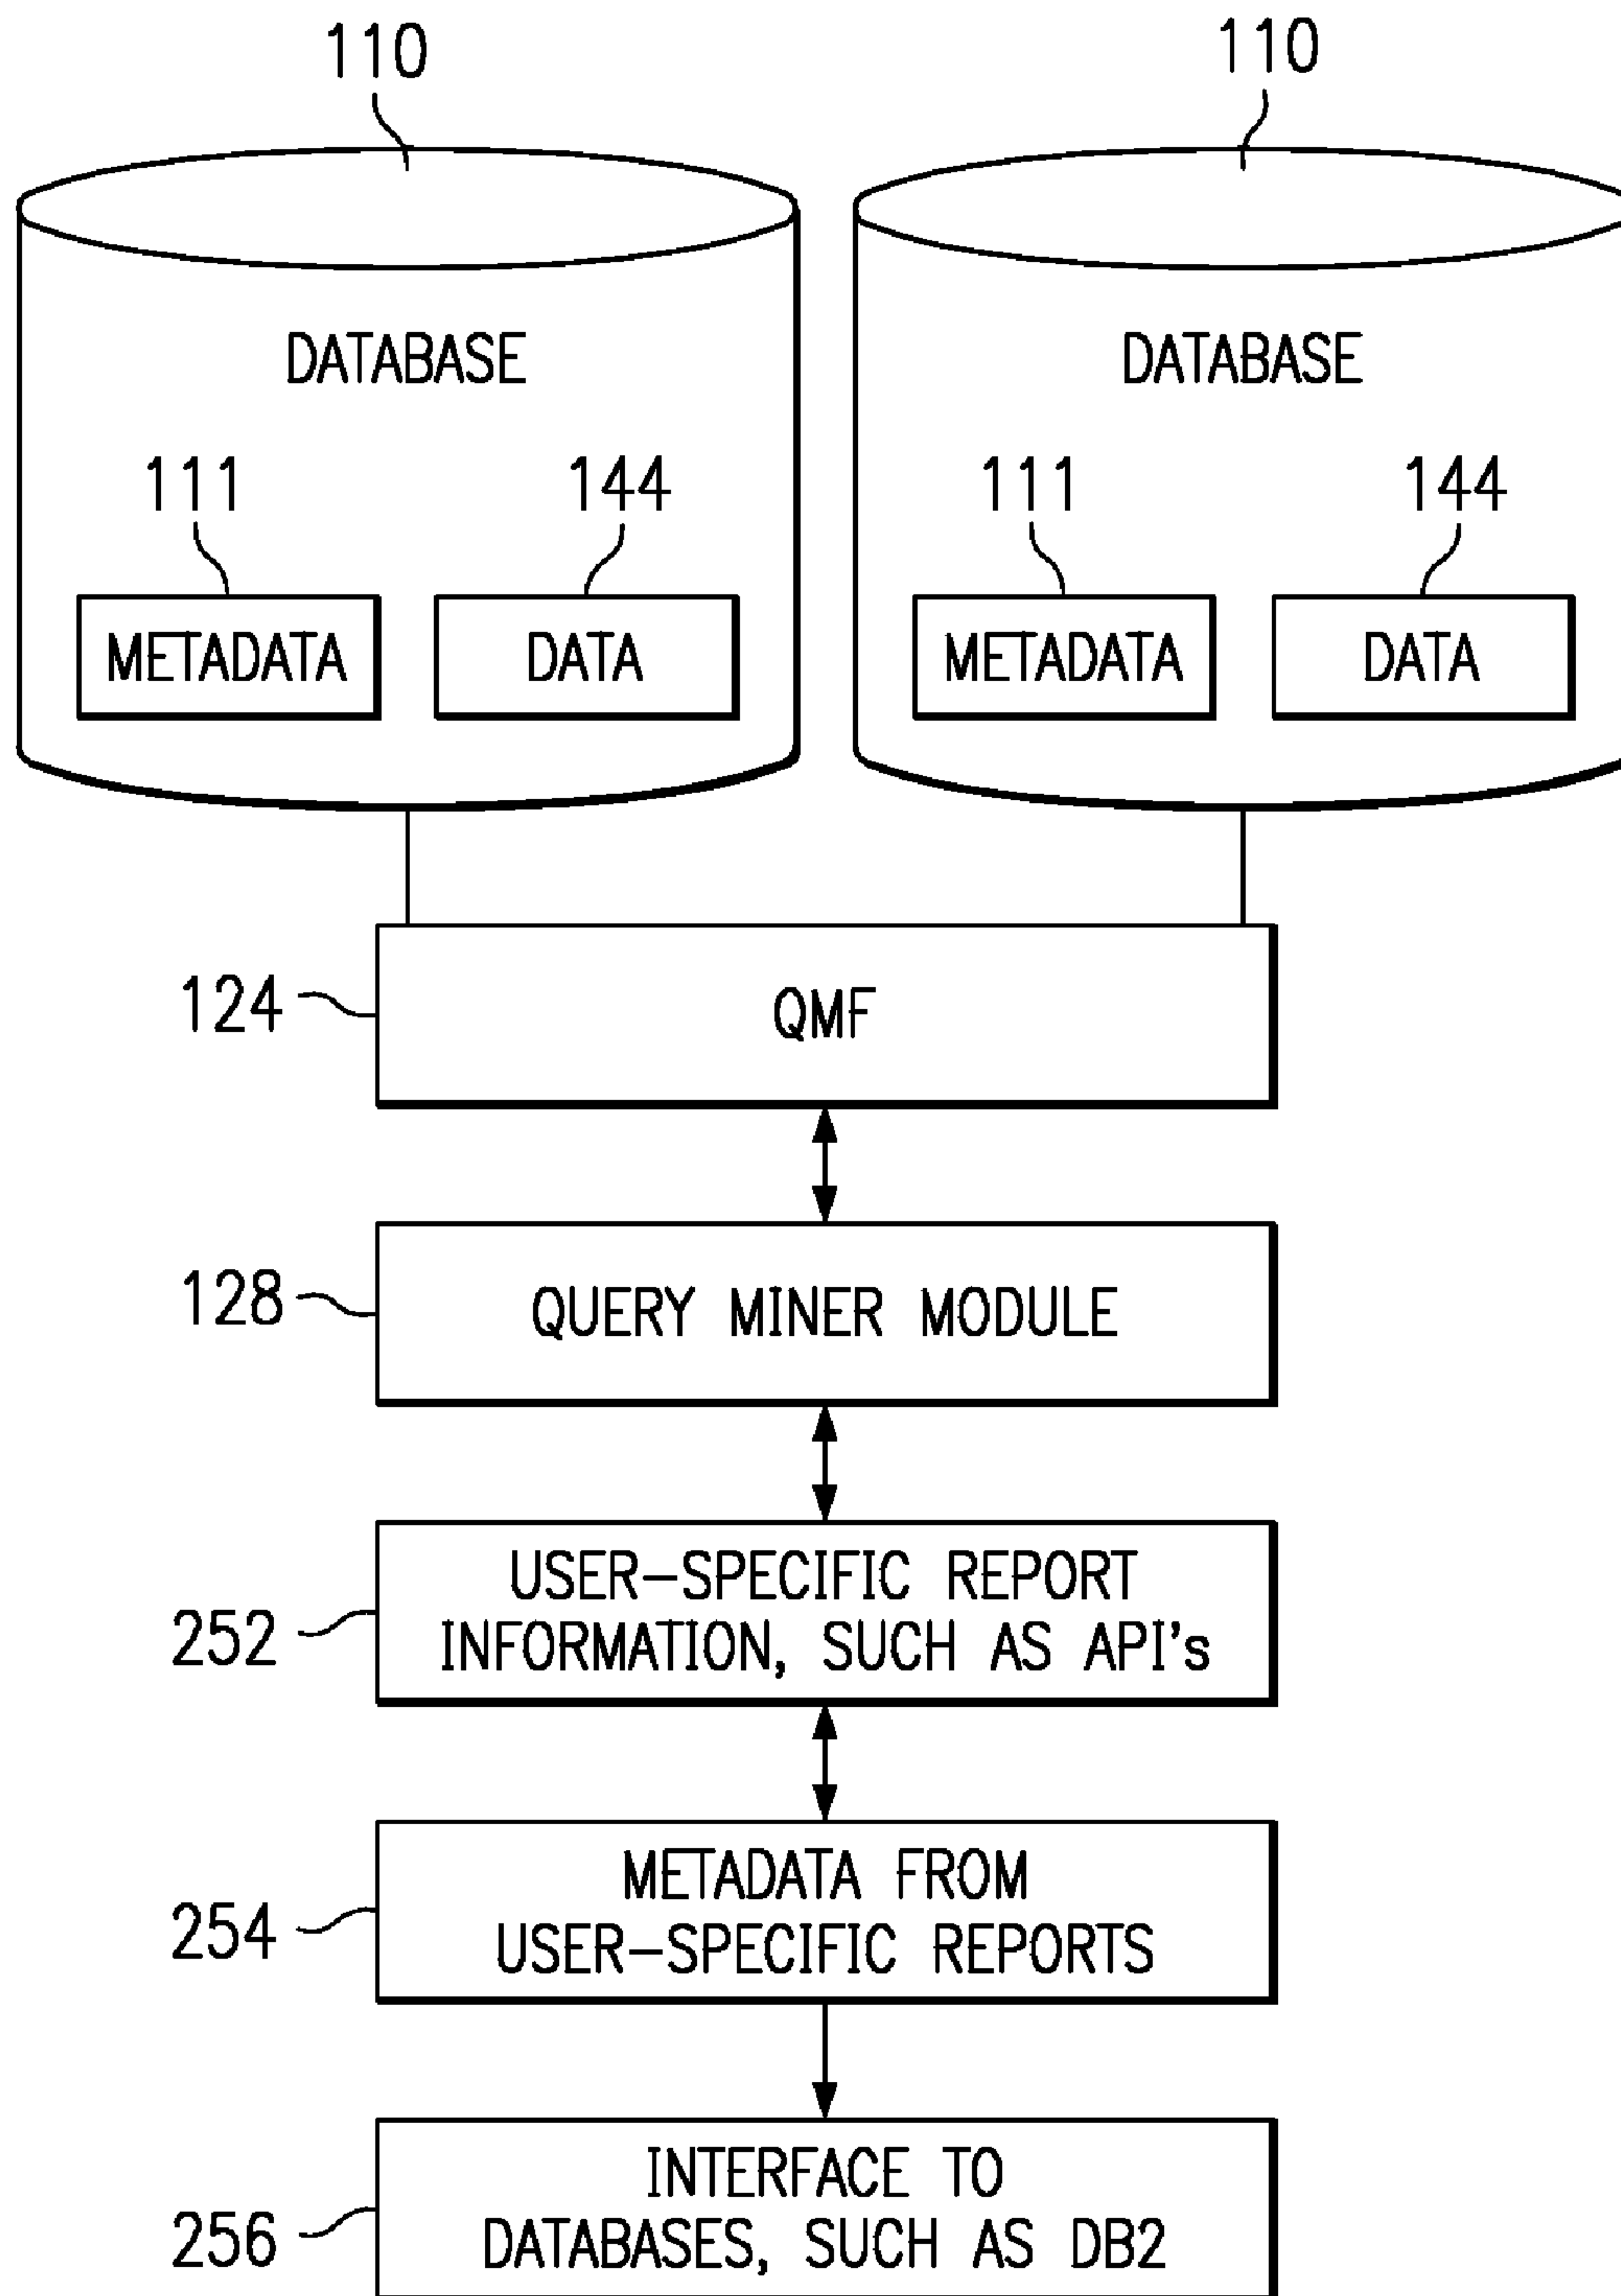 110
110
DATABASE
DATABASE
111
144
111
144
METADATA
DATA
METADATA
DATA
124
QMF
128
QUERY MINER MODULE
USER-SPECIFIC REPORT
252
INFORMATION, SUCH AS API's
METADATA FROM
254
USER-SPECIFIC REPORTS
INTERFACE TO
256
DATABASES, SUCH AS DB2